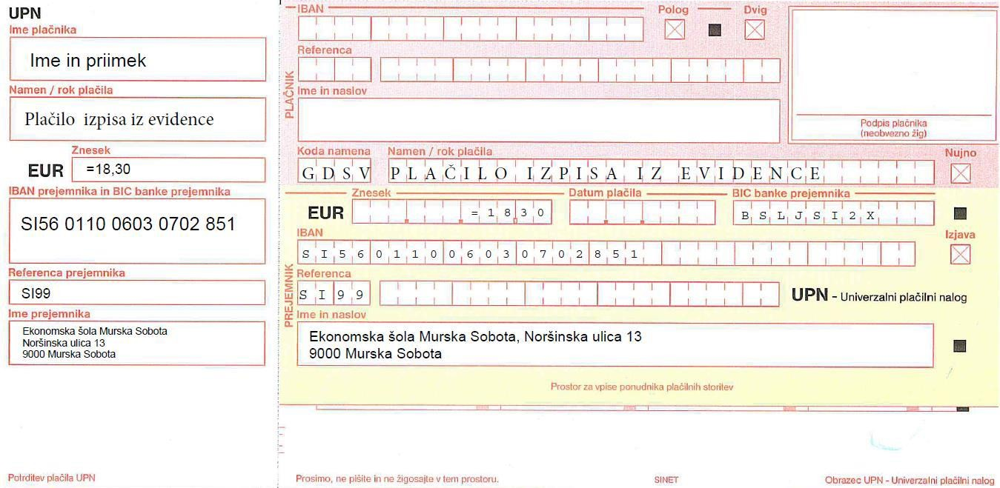 UPN
Ime plačnika
Ime in priimek
Namen / rok plačila
Plačilo izpisa iz evidence
Znesek
EUR =18,30
IBAN prejemnika in BIC banke prejemnika
SI56 0110 0603 0702 851
Referenca prejemnika
SI99
Ime prejemnika
Ekonomska šola Murska Sobota
Noršinska ulica 13
9000 Murska Sobota
Potrditev plačila UPN
PLAČNIK
IBAN Polog Dvig
Referenca
Ime in naslov
Podpis plačnika
(neobvezno žig)
Koda namena Namen / rok plačila Nujno
GDSV PLAČILO IZPISA IZ EVIDENCE
Znesek Datum plačila BIC banke prejemnika
EUR =1830 BSLJSI2X
PREJEMNIK
IBAN Izjava
SI56011006030702851
Referenca
SI99 UPN - Univerzalni plačilni nalog
Ime in naslov
Ekonomska šola Murska Sobota, Noršinska ulica 13
9000 Murska Sobota
Prostor za vpise ponudnika plačilnih storitev
Prosimo, ne pišite in ne žigosajte v tem prostoru. SINET Obrazec UPN - Univerzalni plačilni nalog